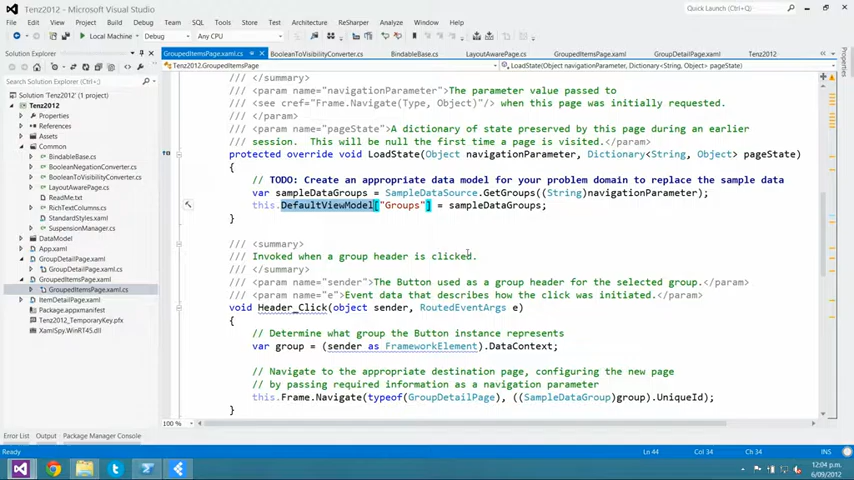 Tenz2012 - Microsoft Visual Studio
Quick Launch (Ctrl+Q)
File Edit View Project Build Debug Team SQL Tools Test Architecture ReSharper Analyze Window Help
Local Machine Debug Any CPU
Solution Explorer
GroupedItemsPage.xaml.cs BooleanToVisibilityConverter.cs BindableBase.cs LayoutAwarePage.cs GroupedItemsPage.xaml GroupDetailPage.xaml Tenz2012
Tenz2012.GroupedItemsPage
LoadState(Object navigationParameter, Dictionary<String, Object> pageState)
Search Solution Explorer (Ctrl+;)
Solution 'Tenz2012' (1 project)
Tenz2012
Properties
References
Assets
Common
BindableBase.cs
BooleanNegationConverter.cs
BooleanToVisibilityConverter.cs
LayoutAwarePage.cs
ReadMe.txt
RichTextColumns.cs
StandardStyles.xaml
SuspensionManager.cs
DataModel
App.xaml
GroupDetailPage.xaml
GroupDetailPage.xaml.cs
GroupedItemsPage.xaml
GroupedItemsPage.xaml.cs
ItemDetailPage.xaml
Package.appxmanifest
Tenz2012_TemporaryKey.pfx
XamlSpy.WinRT45.dll
/// </summary>
/// <param name="navigationParameter">The parameter value passed to
/// <see cref="Frame.Navigate(Type, Object)"/> when this page was initially requested.
/// </param>
/// <param name="pageState">A dictionary of state preserved by this page during an earlier
/// session.  This will be null the first time a page is visited.</param>
protected override void LoadState(Object navigationParameter, Dictionary<String, Object> pageState)
{
// TODO: Create an appropriate data model for your problem domain to replace the sample data
var sampleDataGroups = SampleDataSource.GetGroups((String)navigationParameter);
this.DefaultViewModel["Groups"] = sampleDataGroups;
}
/// <summary>
/// Invoked when a group header is clicked.
/// </summary>
/// <param name="sender">The Button used as a group header for the selected group.</param>
/// <param name="e">Event data that describes how the click was initiated.</param>
void Header_Click(object sender, RoutedEventArgs e)
{
// Determine what group the Button instance represents
var group = (sender as FrameworkElement).DataContext;
// Navigate to the appropriate destination page, configuring the new page
// by passing required information as a navigation parameter
this.Frame.Navigate(typeof(GroupDetailPage), ((SampleDataGroup)group).UniqueId);
}
100 %
Properties
Error List Output Package Manager Console
Ready
Ln 44 Col 34 Ch 34 INS
12:04 p.m.
6/09/2012